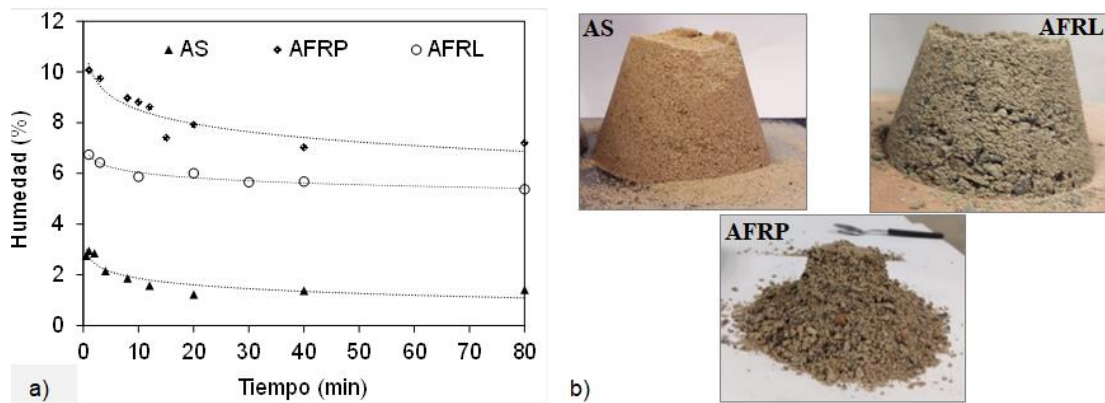 AS AFRP AFRL
12
10
8
6
4
2
0
Humedad (%)
0 10 20 30 40 50 60 70 80
Tiempo (min)
a)
AS
AFRL
AFRP
b)